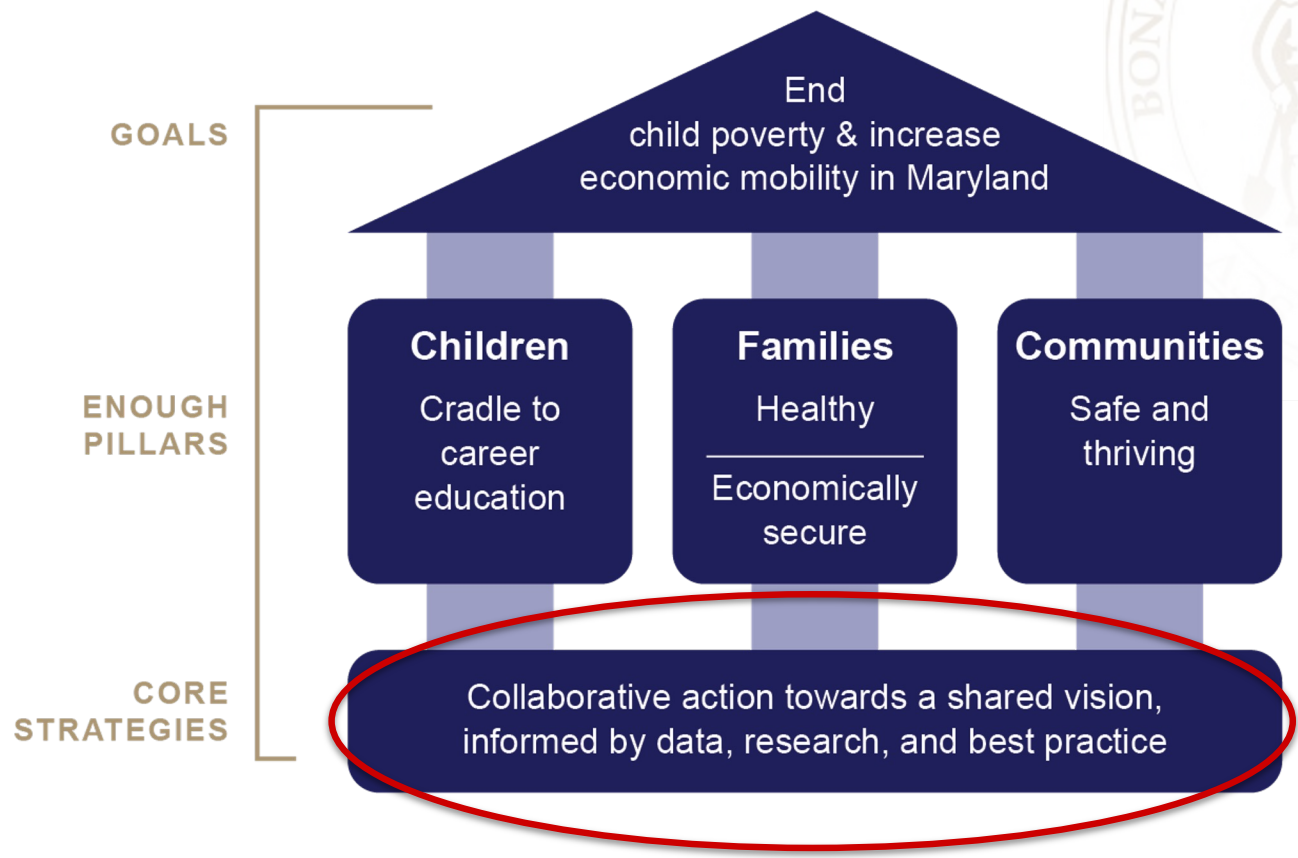 GOALS
End
child poverty & increase
economic mobility in Maryland
ENOUGH
PILLARS
Children
Cradle to
career
education
Families
Healthy
Economically
secure
Communities
Safe and
thriving
CORE
STRATEGIES
Collaborative action towards a shared vision,
informed by data, research, and best practice